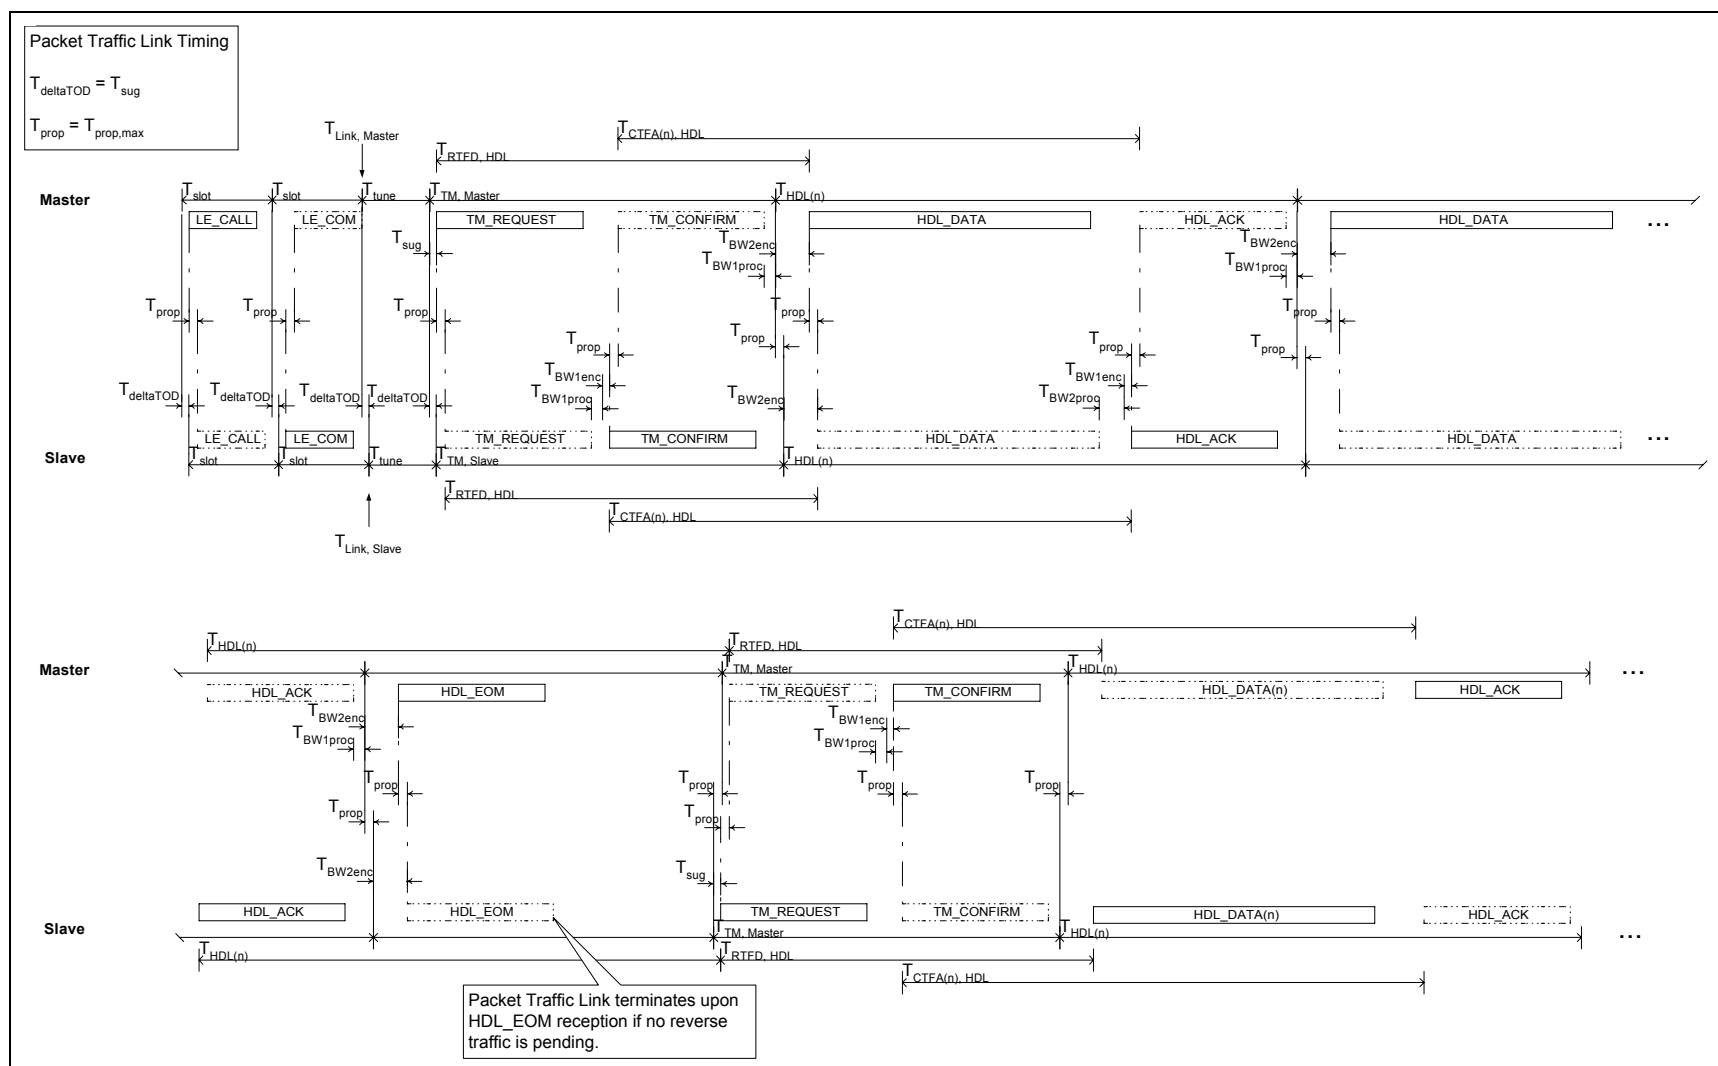 Packet Traffic Link Timing
T_deltaTOD = T_sug
T_prop = T_prop,max
T_CTFA(n), HDL
T_Link, Master
T_RTFD, HDL
Master
T_slot T_slot T_tune T_TM, Master T_HDL(n)
LE_CALL LE_COM TM_REQUEST TM_CONFIRM HDL_DATA HDL_ACK HDL_DATA ...
T_sug T_BW2enc T_BW2enc
T_BW1proc T_BW1proc
T_prop T_prop T_prop T_prop T_prop
T_prop T_prop T_prop T_prop
T_BW1enc T_BW1enc
T_deltaTOD T_deltaTOD T_deltaTOD T_deltaTOD T_BW1proc T_BW2enc T_BW2proc
LE_CALL LE_COM TM_REQUEST TM_CONFIRM HDL_DATA HDL_ACK HDL_DATA ...
Slave
T_slot T_slot T_tune T_TM, Slave T_HDL(n)
T_RTFD, HDL
T_CTFA(n), HDL
T_Link, Slave
T_CTFA(n), HDL
T_HDL(n) T_RTFD, HDL
Master
T_TM, Master T_HDL(n) ...
HDL_ACK HDL_EOM TM_REQUEST TM_CONFIRM HDL_DATA(n) HDL_ACK
T_BW2enc T_BW1enc
T_BW1proc T_BW1proc
T_prop T_prop T_prop T_prop
T_prop T_prop
T_BW2enc T_sug
HDL_ACK HDL_EOM TM_REQUEST TM_CONFIRM HDL_DATA(n) HDL_ACK
Slave
T_TM, Master T_HDL(n) ...
T_HDL(n) T_RTFD, HDL
T_CTFA(n), HDL
Packet Traffic Link terminates upon
HDL_EOM reception if no reverse
traffic is pending.